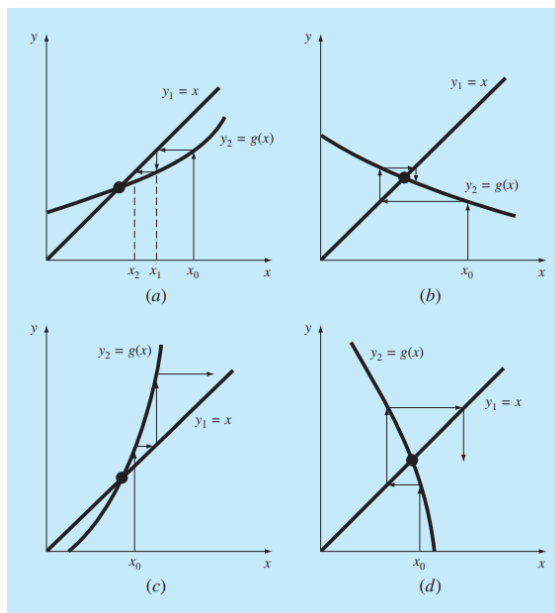 y
y
y₁ = x
y₁ = x
y₂ = g(x)
y₂ = g(x)
x₂ x₁ x₀ x
x₀ x
(a)
(b)
y
y
y₂ = g(x)
y₂ = g(x)
y₁ = x
y₁ = x
x₀ x
x₀ x
(c)
(d)